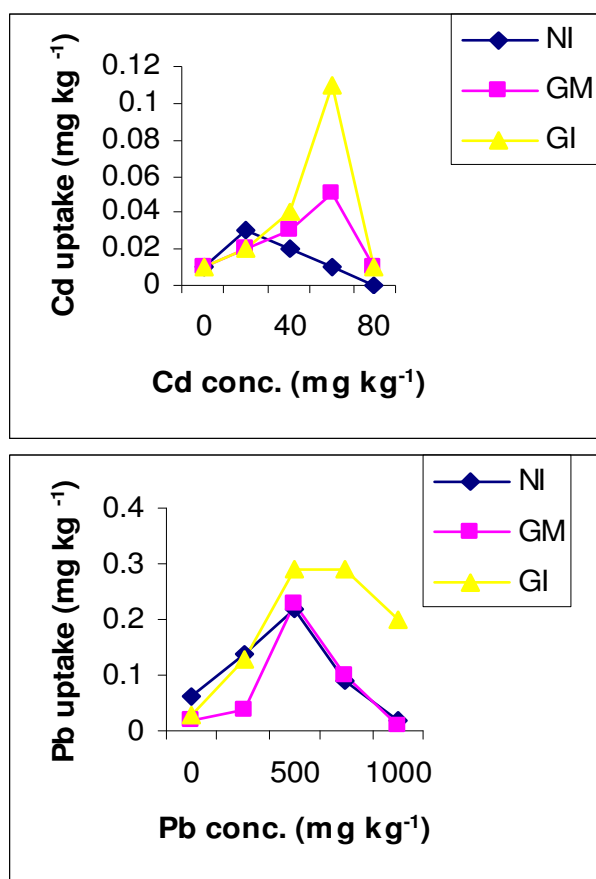 NI
GM
GI
0.12
0.1
0.08
0.06
0.04
0.02
0
Cd uptake (mg kg⁻¹)
0 40 80
Cd conc. (mg kg⁻¹)
NI
GM
GI
0.4
0.3
0.2
0.1
0
Pb uptake (mg kg ⁻¹)
0 500 1000
Pb conc. (mg kg⁻¹)